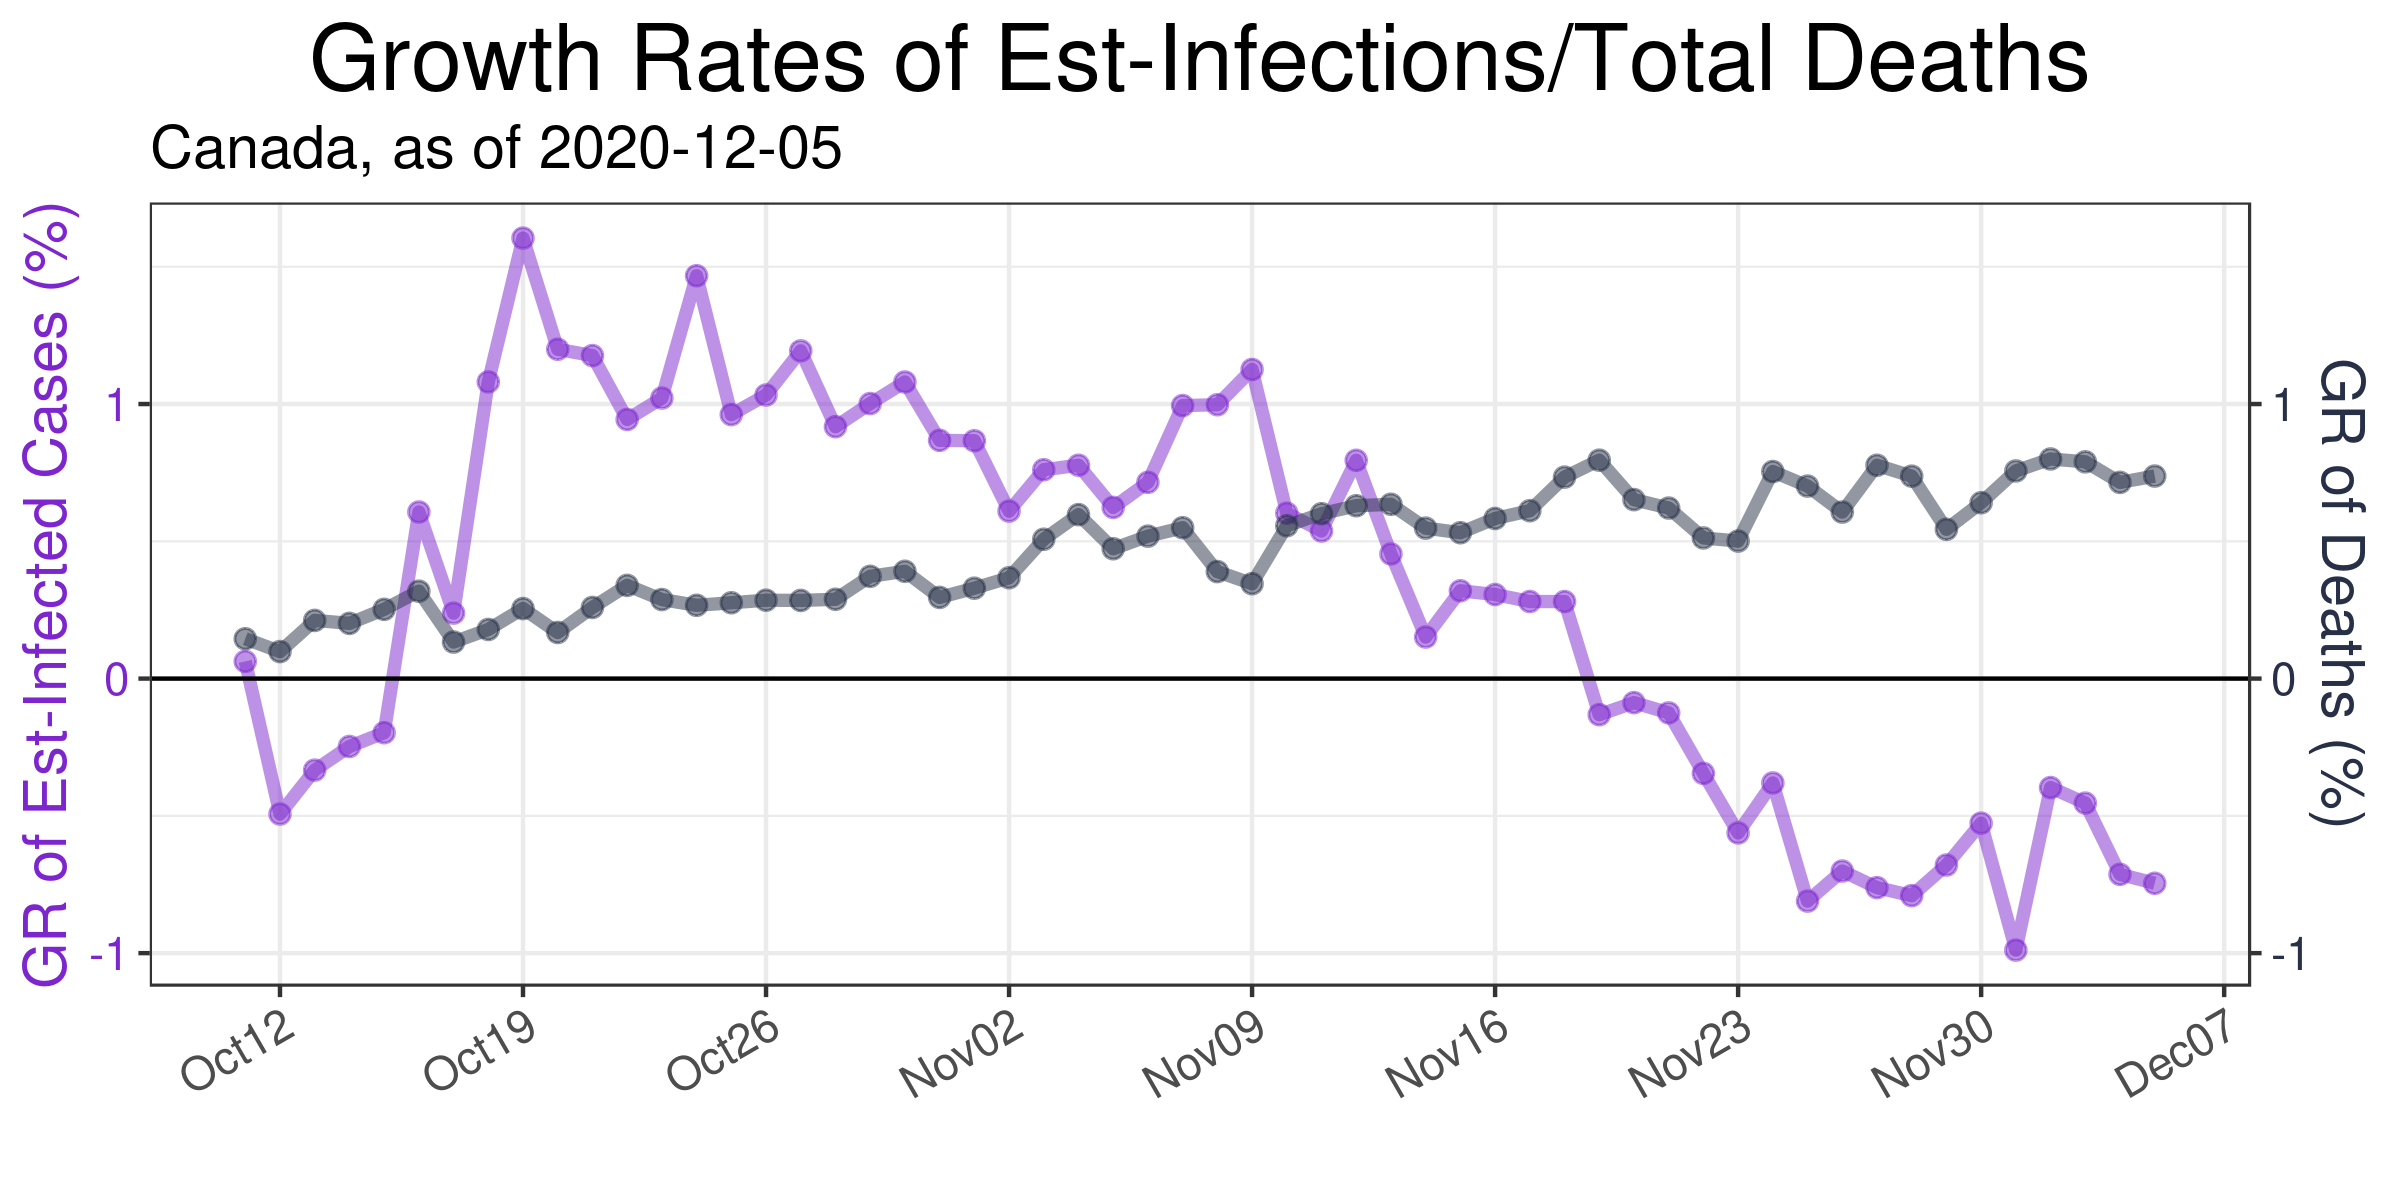 Growth Rates of Est-Infections/Total Deaths
Canada, as of 2020-12-05
GR of Est-Infected Cases (%)
1
0
-1
1
0
-1
GR of Deaths (%)
Oct12
Oct19
Oct26
Nov02
Nov09
Nov16
Nov23
Nov30
Dec07